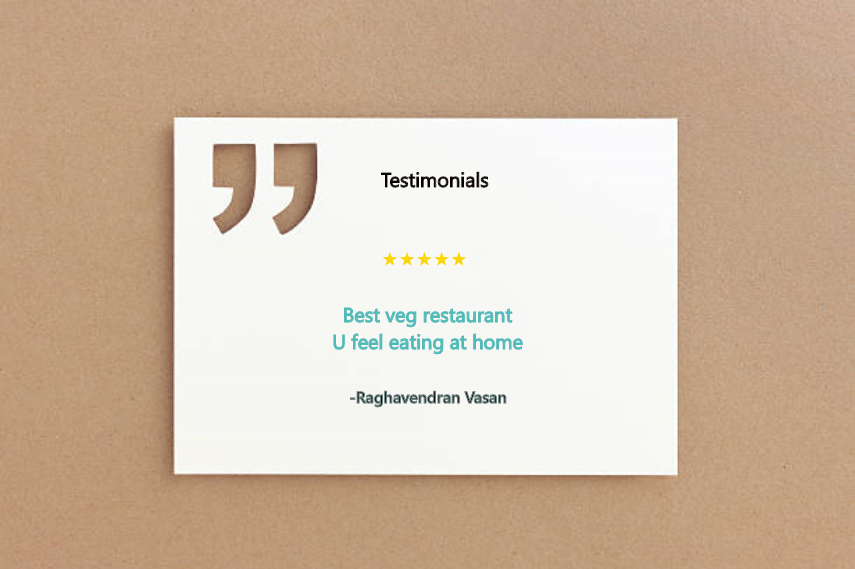 Testimonials
★★★★★
Best veg restaurant
U feel eating at home
-Raghavendran Vasan